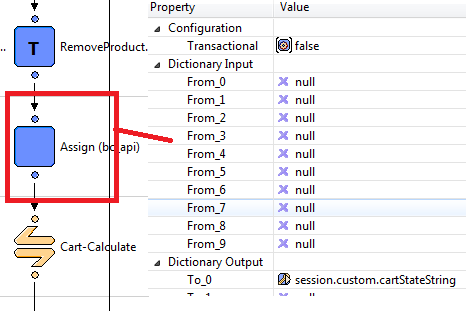 Property Value
Configuration
Transactional false
Dictionary Input
From_0 null
From_1 null
From_2 null
From_3 null
From_4 null
From_5 null
From_6 null
From_7 null
From_8 null
From_9 null
Dictionary Output
To_0 session.custom.cartStateString
T
RemoveProduct.
Assign (bc_api)
Cart-Calculate